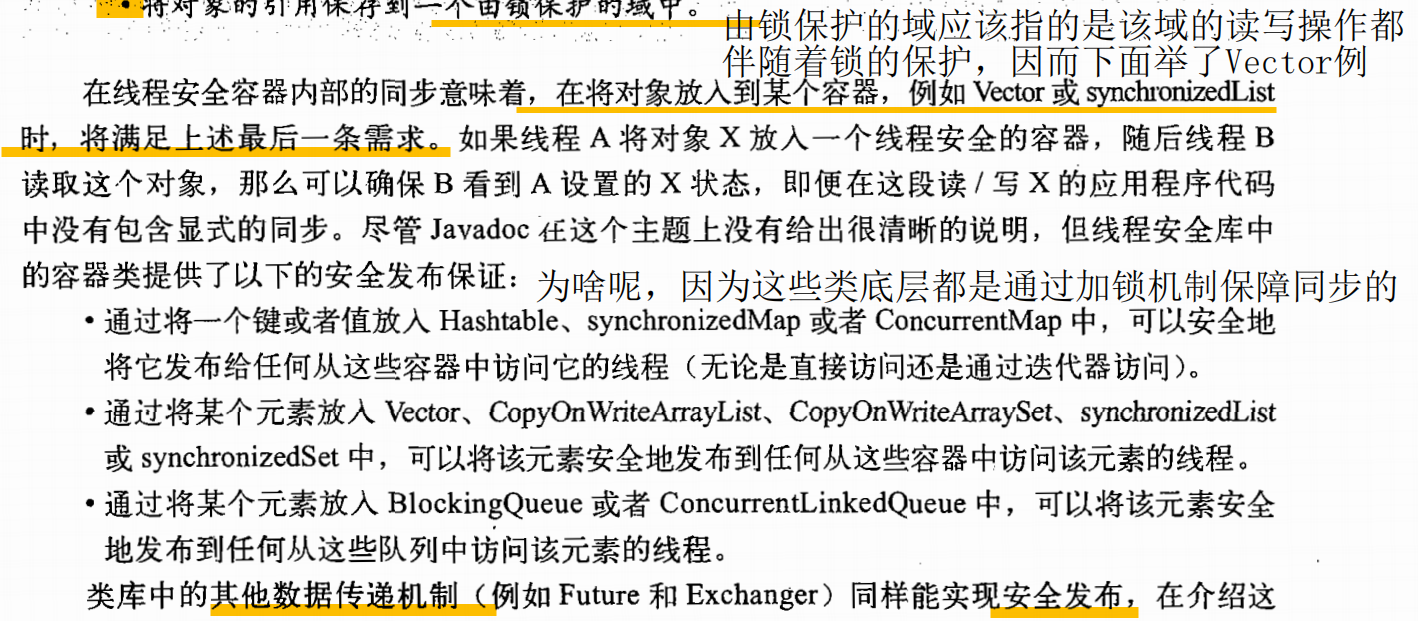 • 将对象的引用保存到一个由锁保护的域中。
由锁保护的域应该指的是该域的读写操作都
伴随着锁的保护，因而下面举了Vector例
在线程安全容器内部的同步意味着，在将对象放入到某个容器，例如 Vector 或 synchronizedList
时，将满足上述最后一条需求。如果线程 A 将对象 X 放入一个线程安全的容器，随后线程 B
读取这个对象，那么可以确保 B 看到 A 设置的 X 状态，即便在这段读 / 写 X 的应用程序代码
中没有包含显式的同步。尽管 Javadoc 在这个主题上没有给出很清晰的说明，但线程安全库中
的容器类提供了以下的安全发布保证：
为啥呢，因为这些类底层都是通过加锁机制保障同步的
• 通过将一个键或者值放入 Hashtable、synchronizedMap 或者 ConcurrentMap 中，可以安全地
将它发布给任何从这些容器中访问它的线程（无论是直接访问还是通过迭代器访问）。
• 通过将某个元素放入 Vector、CopyOnWriteArrayList、CopyOnWriteArraySet、synchronizedList
或 synchronizedSet 中，可以将该元素安全地发布到任何从这些容器中访问该元素的线程。
• 通过将某个元素放入 BlockingQueue 或者 ConcurrentLinkedQueue 中，可以将该元素安全
地发布到任何从这些队列中访问该元素的线程。
类库中的其他数据传递机制（例如 Future 和 Exchanger）同样能实现安全发布，在介绍这